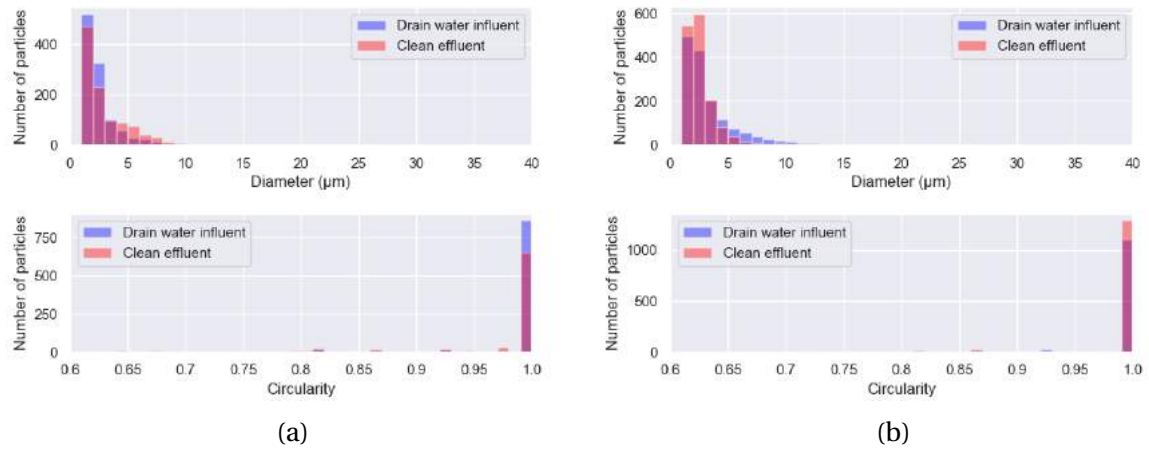 Number of particles
400
200
0
0 5 10 15 20 25 30 35 40
Diameter (µm)
Drain water influent
Clean effluent
Number of particles
750
500
250
0
0.6 0.65 0.7 0.75 0.8 0.85 0.9 0.95 1.0
Circularity
Drain water influent
Clean effluent
(a)
Number of particles
600
400
200
0
0 5 10 15 20 25 30 35 40
Diameter (µm)
Drain water influent
Clean effluent
Number of particles
1000
500
0
0.6 0.65 0.7 0.75 0.8 0.85 0.9 0.95 1.0
Circularity
Drain water influent
Clean effluent
(b)